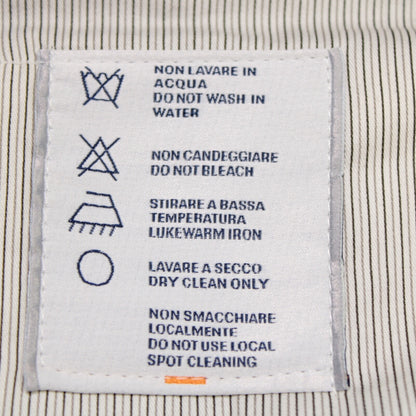 NON LAVARE IN
ACQUA
DO NOT WASH IN
WATER
NON CANDEGGIARE
DO NOT BLEACH
STIRARE A BASSA
TEMPERATURA
LUKEWARM IRON
LAVARE A SECCO
DRY CLEAN ONLY
NON SMACCHIARE
LOCALMENTE
DO NOT USE LOCAL
SPOT CLEANING